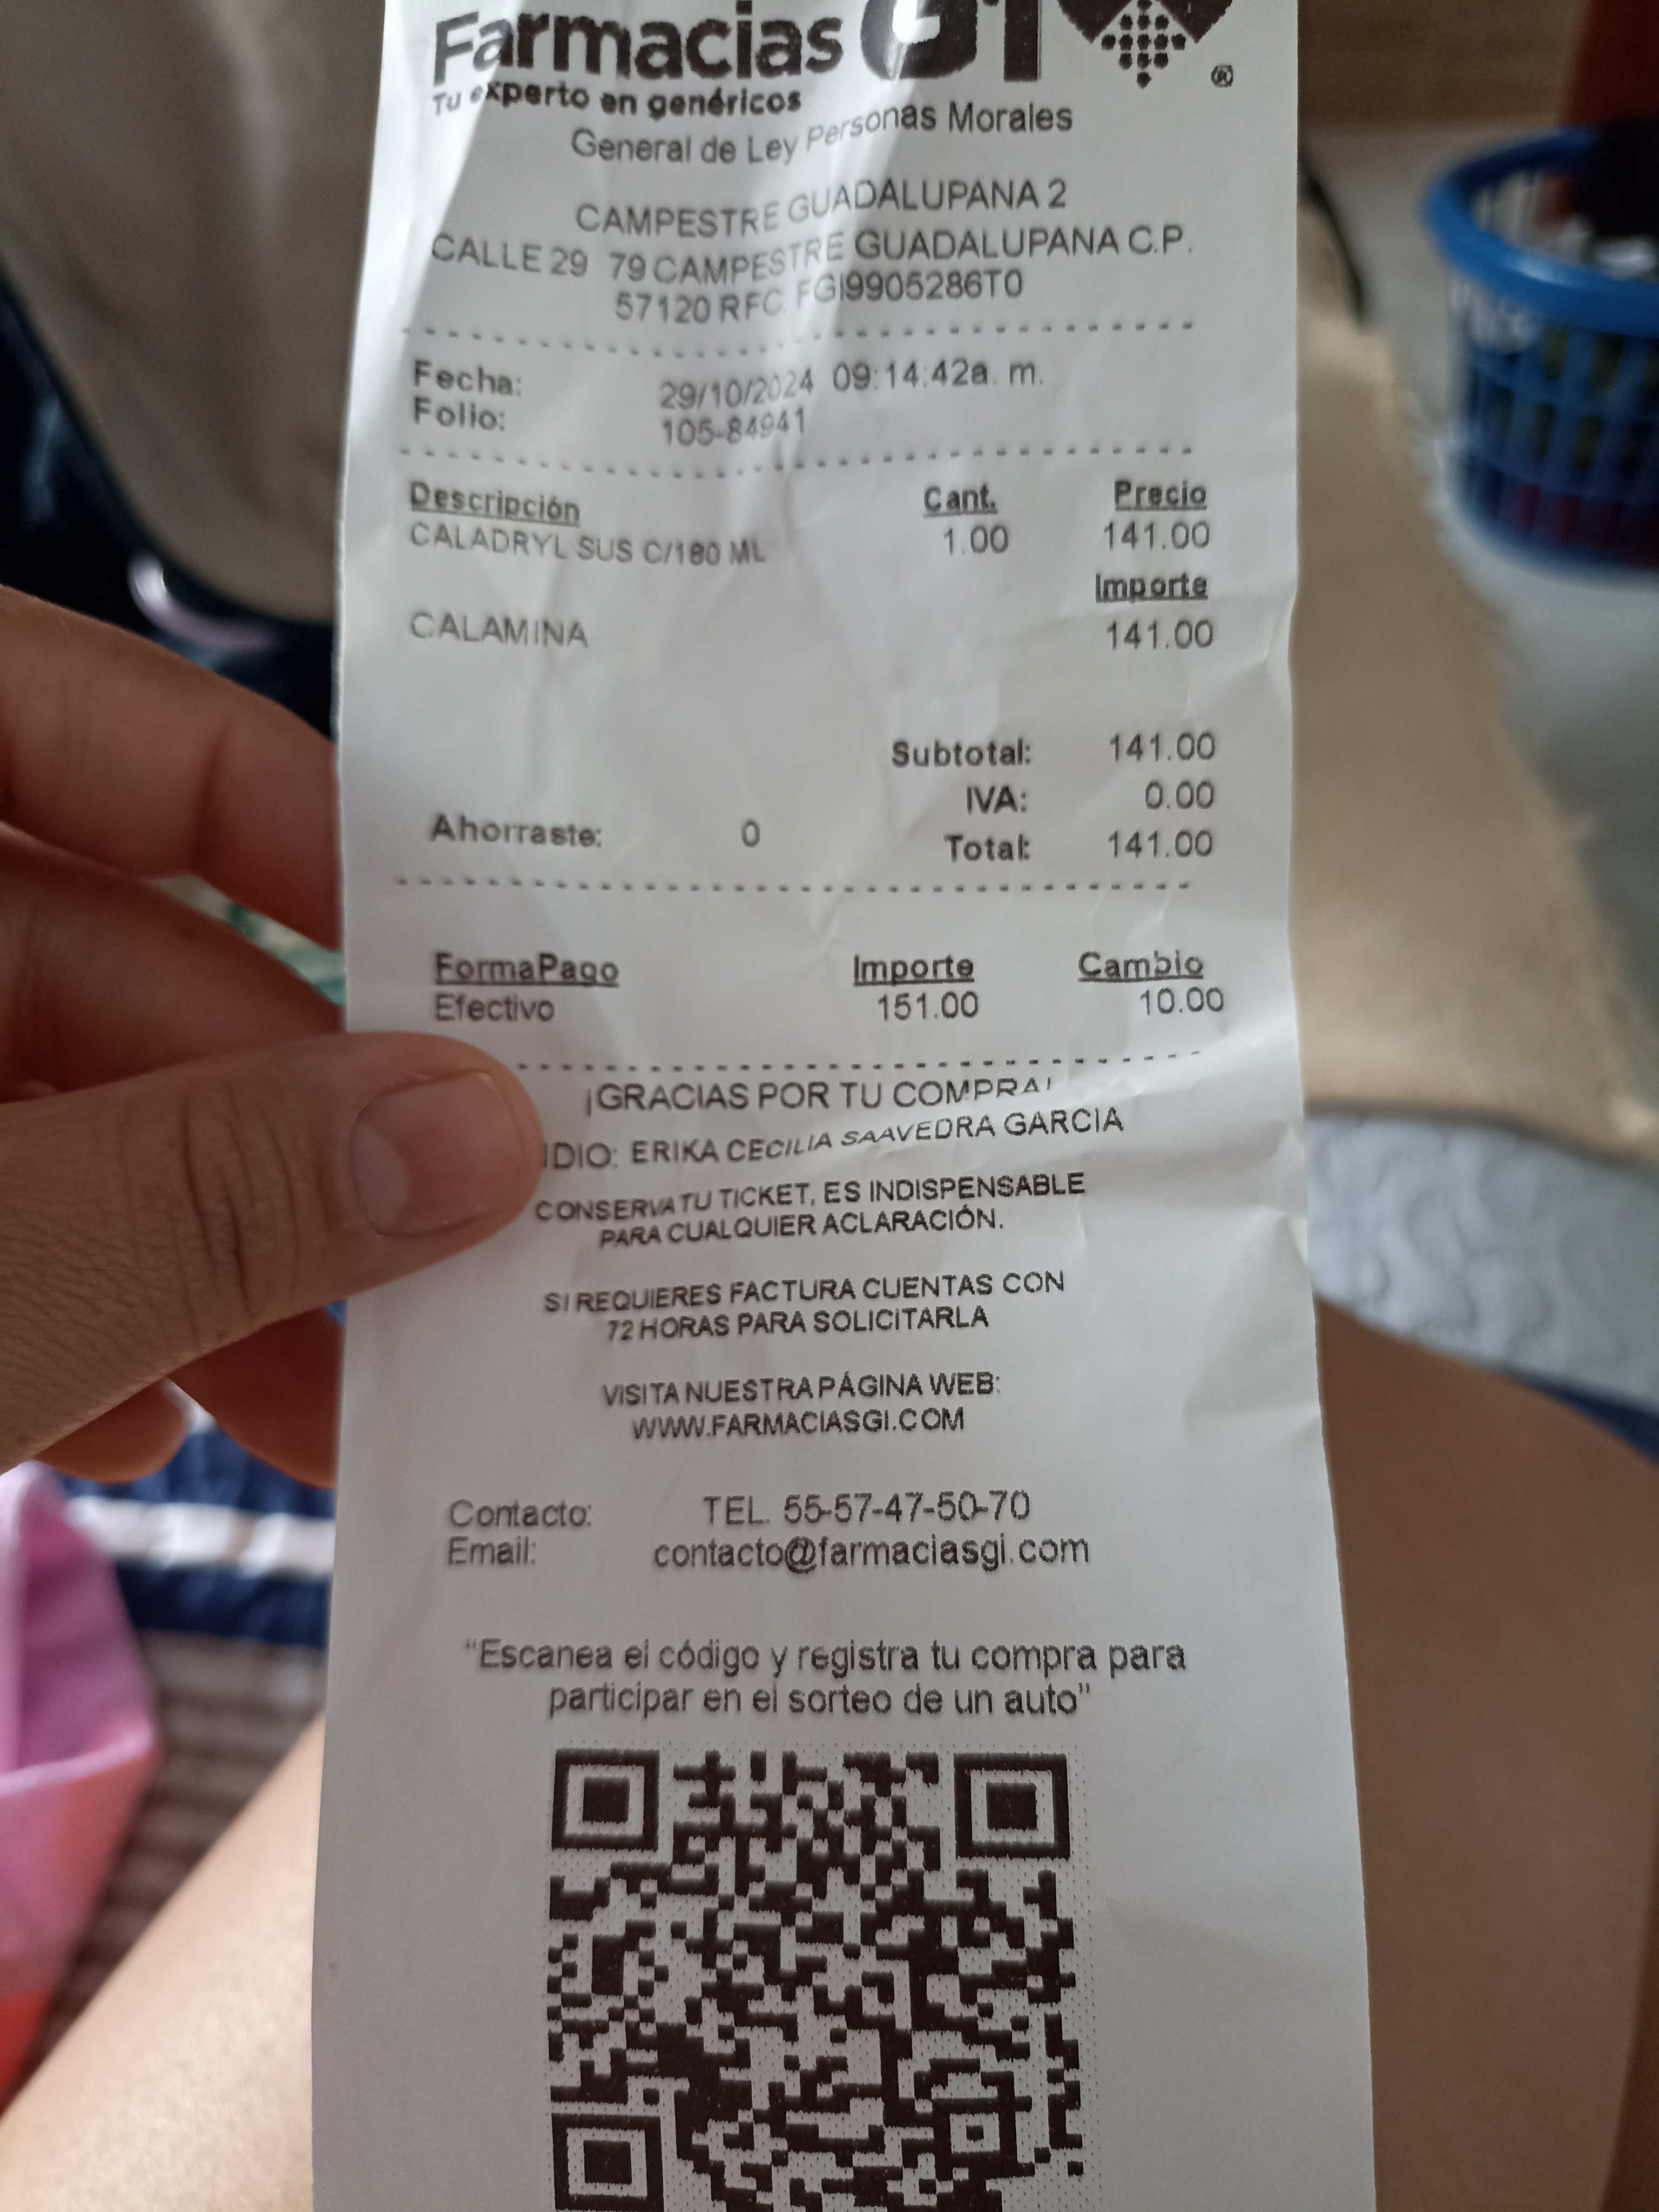 Farmacias GI
Tu experto en genéricos
®
General de Ley Personas Morales
CAMPESTRE GUADALUPANA 2
CALLE 29 79 CAMPESTRE GUADALUPANA C.P.
57120 RFC FGI9905286T0
Fecha: 29/10/2024 09:14:42a. m.
Folio: 105-84941
Descripción Cant. Precio
CALADRYL SUS C/180 ML 1.00 141.00
Importe
CALAMINA 141.00
Subtotal: 141.00
IVA: 0.00
Ahorraste: 0 Total: 141.00
FormaPago Importe Cambio
Efectivo 151.00 10.00
¡GRACIAS POR TU COMPRA!
IDIO: ERIKA CECILIA SAAVEDRA GARCIA
CONSERVA TU TICKET, ES INDISPENSABLE
PARA CUALQUIER ACLARACIÓN.
SI REQUIERES FACTURA CUENTAS CON
72 HORAS PARA SOLICITARLA
VISITA NUESTRA PÁGINA WEB:
WWW.FARMACIASGI.COM
Contacto: TEL. 55-57-47-50-70
Email: contacto@farmaciasgi.com
“Escanea el código y registra tu compra para
participar en el sorteo de un auto”